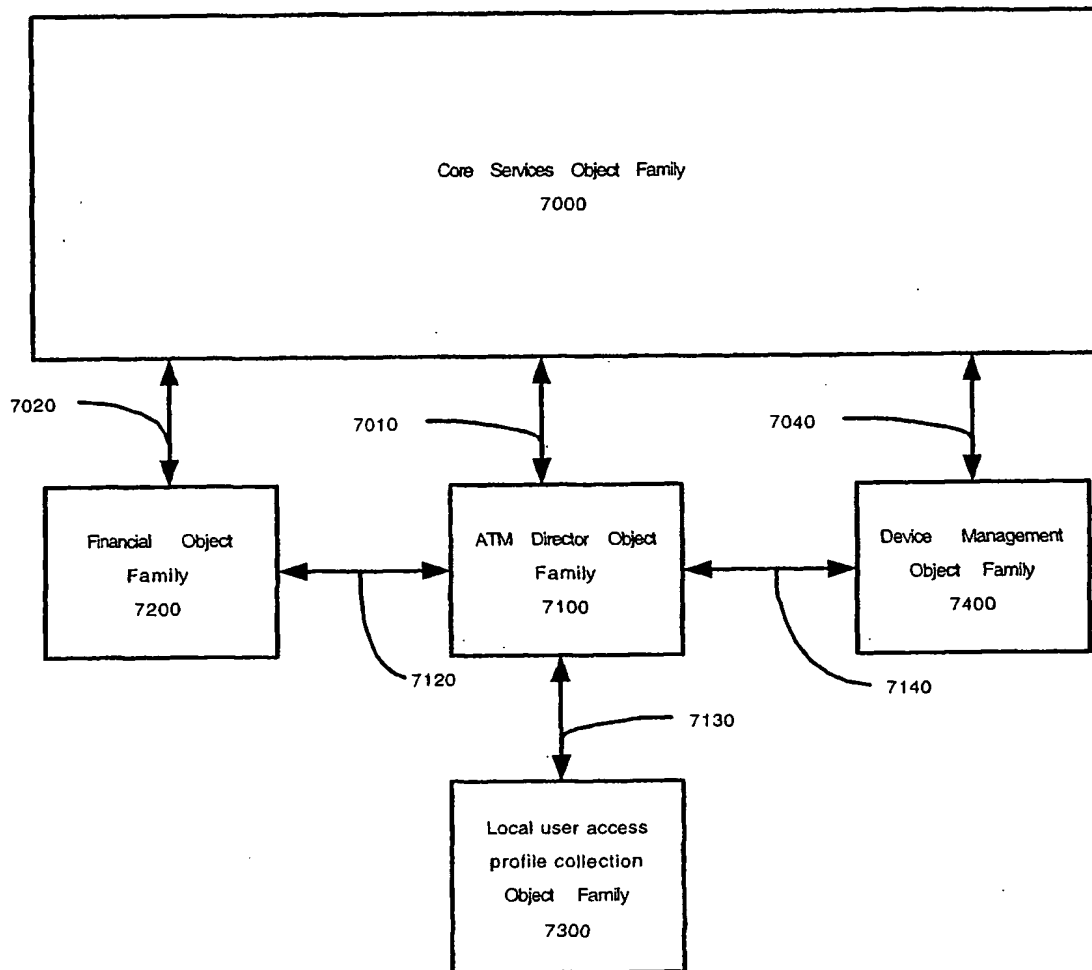 Core Services Object Family
7000
7020
7010
7040
Financial Object
Family
7200
ATM Director Object
Family
7100
Device Management
Object Family
7400
7120
7140
7130
Local user access
profile collection
Object Family
7300